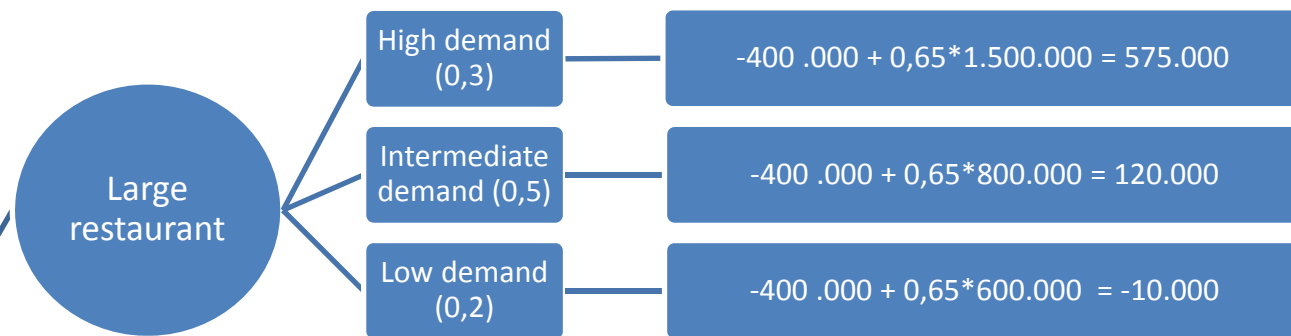 Large
restaurant
High demand
(0,3)
-400 .000 + 0,65*1.500.000 = 575.000
Intermediate
demand (0,5)
-400 .000 + 0,65*800.000 = 120.000
Low demand
(0,2)
-400 .000 + 0,65*600.000  = -10.000